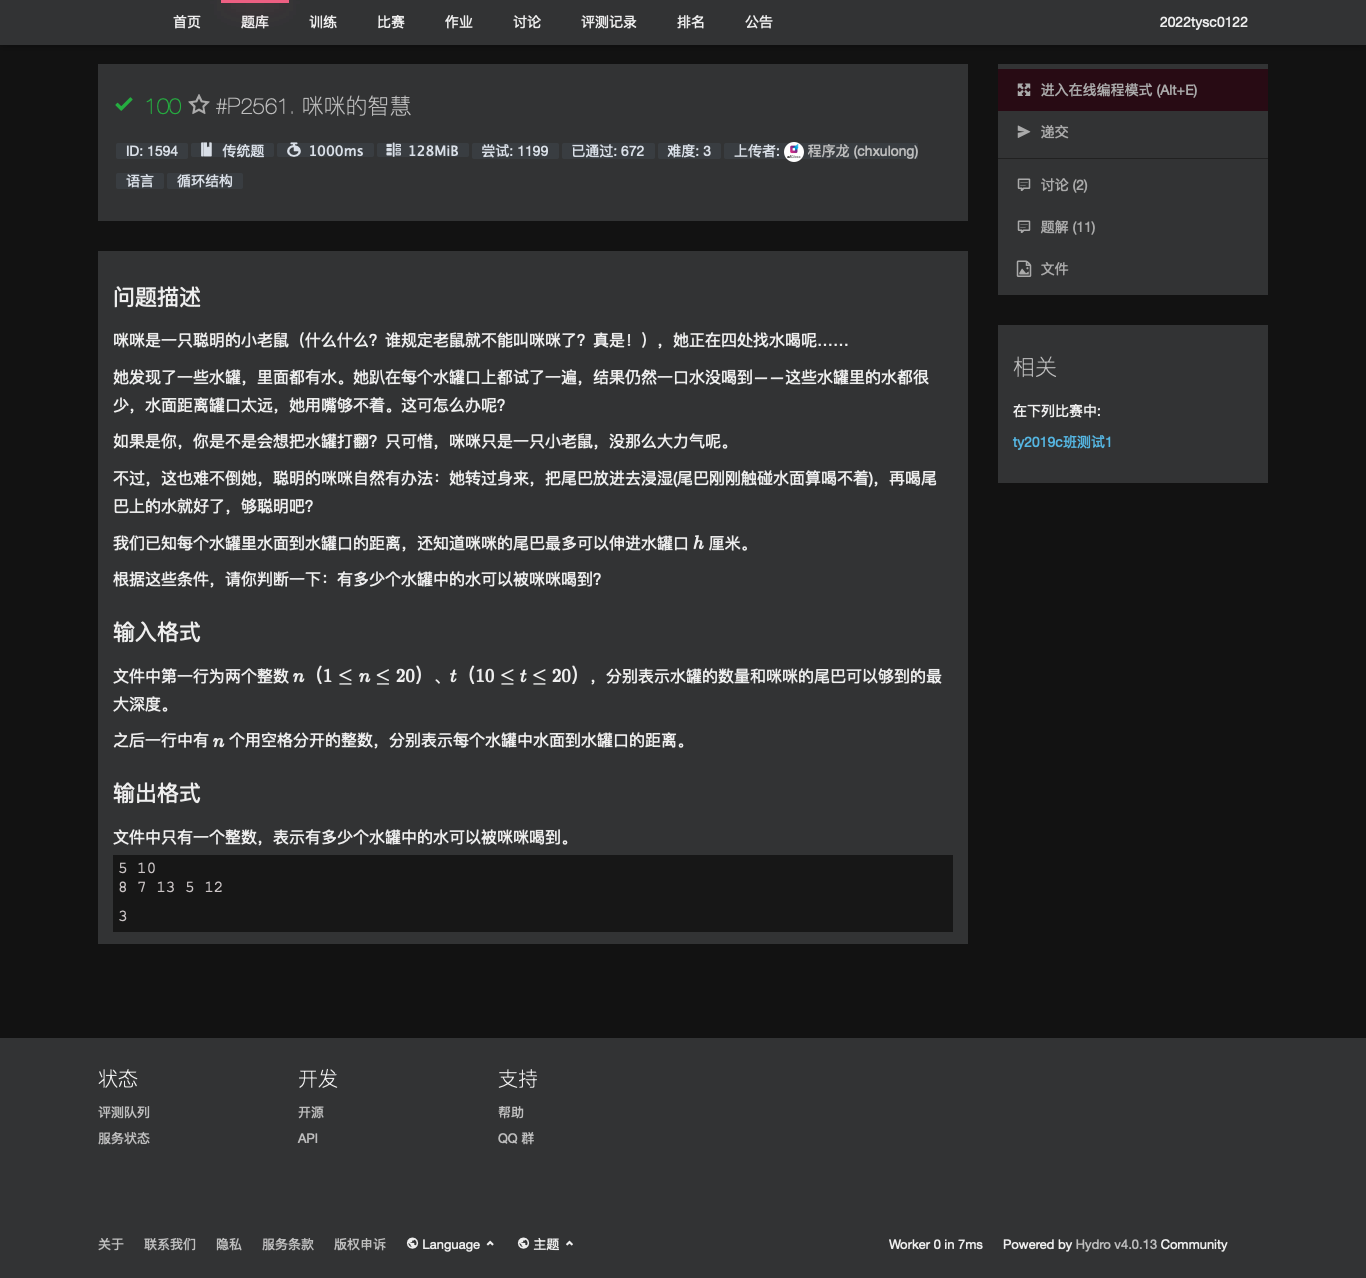 首页 题库 训练 比赛 作业 讨论 评测记录 排名 公告 2022tysc0122
100 #P2561. 咪咪的智慧
ID: 1594 传统题 1000ms 128MiB 尝试: 1199 已通过: 672 难度: 3 上传者: 程序龙 (chxulong)
语言 循环结构
进入在线编程模式 (Alt+E)
递交
讨论 (2)
题解 (11)
文件
相关
在下列比赛中:
ty2019c班测试1
问题描述
咪咪是一只聪明的小老鼠（什么什么？谁规定老鼠就不能叫咪咪了？真是！），她正在四处找水喝呢……
她发现了一些水罐，里面都有水。她趴在每个水罐口上都试了一遍，结果仍然一口水没喝到——这些水罐里的水都很
少，水面距离罐口太远，她用嘴够不着。这可怎么办呢？
如果是你，你是不是会想把水罐打翻？只可惜，咪咪只是一只小老鼠，没那么大力气呢。
不过，这也难不倒她，聪明的咪咪自然有办法：她转过身来，把尾巴放进去浸湿(尾巴刚刚触碰水面算喝不着)，再喝尾
巴上的水就好了，够聪明吧？
我们已知每个水罐里水面到水罐口的距离，还知道咪咪的尾巴最多可以伸进水罐口 h 厘米。
根据这些条件，请你判断一下：有多少个水罐中的水可以被咪咪喝到？
输入格式
文件中第一行为两个整数 n（1 ≤ n ≤ 20）、t（10 ≤ t ≤ 20），分别表示水罐的数量和咪咪的尾巴可以够到的最
大深度。
之后一行中有 n 个用空格分开的整数，分别表示每个水罐中水面到水罐口的距离。
输出格式
文件中只有一个整数，表示有多少个水罐中的水可以被咪咪喝到。
5 10
8 7 13 5 12
3
状态 开发 支持
评测队列 开源 帮助
服务状态 API QQ 群
关于 联系我们 隐私 服务条款 版权申诉 Language 主题 Worker 0 in 7ms Powered by Hydro v4.0.13 Community